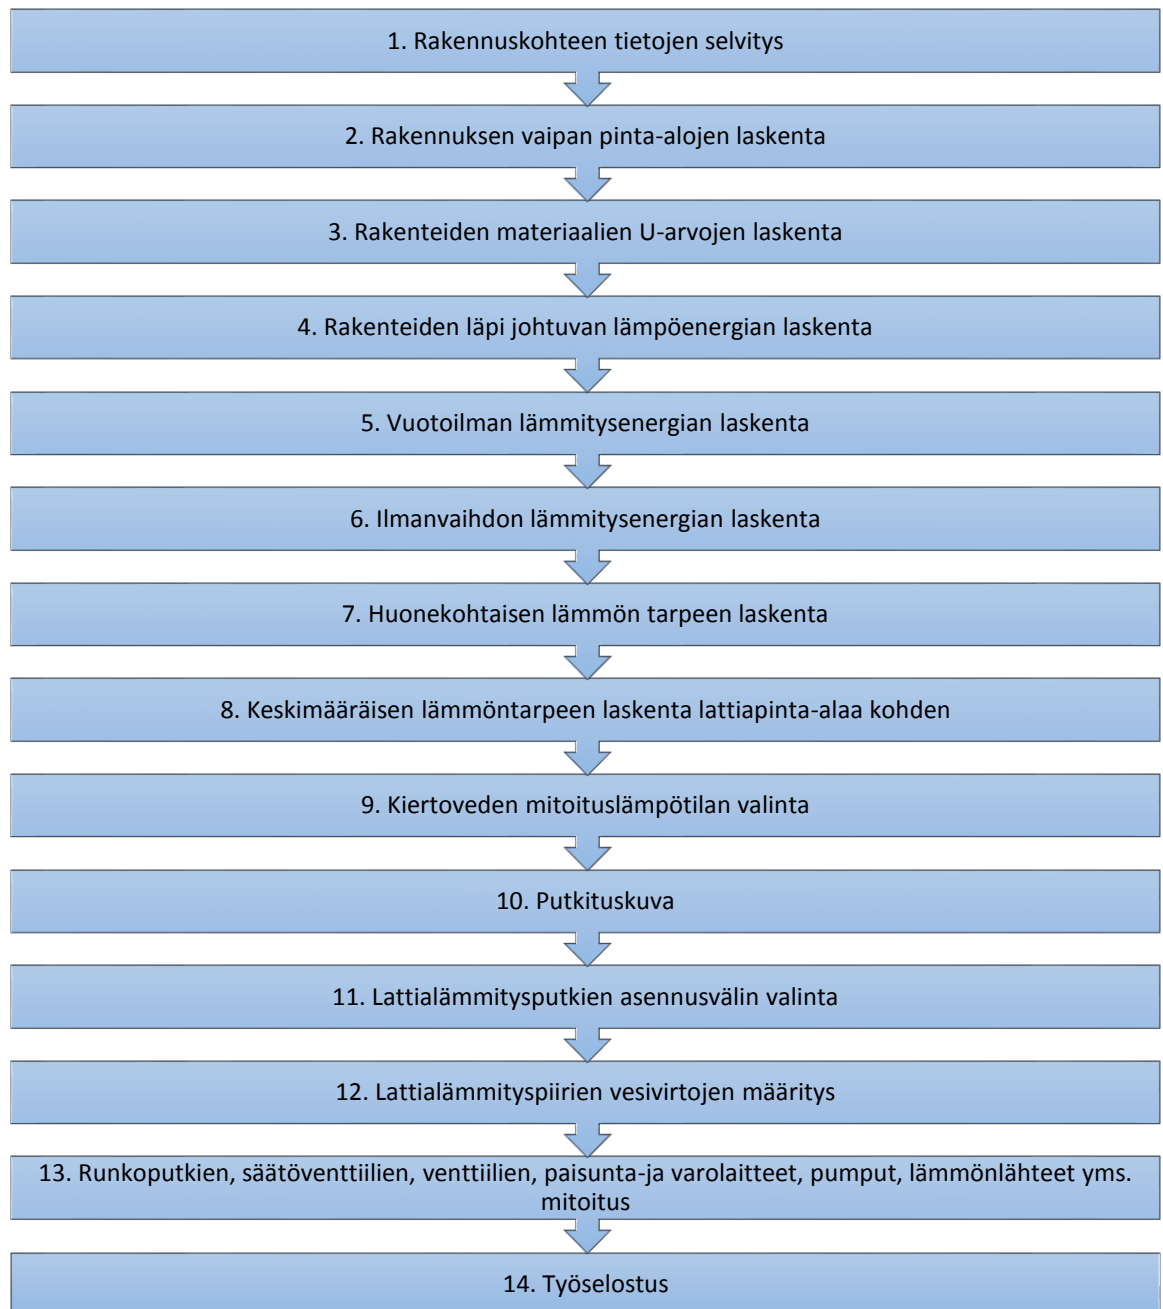 1. Rakennuskohteen tietojen selvitys
2. Rakennuksen vaipan pinta-alojen laskenta
3. Rakenteiden materiaalien U-arvojen laskenta
4. Rakenteiden läpi johtuvan lämpöenergian laskenta
5. Vuotoilman lämmitysenergian laskenta
6. Ilmanvaihdon lämmitysenergian laskenta
7. Huonekohtaisen lämmön tarpeen laskenta
8. Keskimääräisen lämmöntarpeen laskenta lattiapinta-alaa kohden
9. Kiertoveden mitoituslämpötilan valinta
10. Putkituskuva
11. Lattialämmitysputkien asennusvälin valinta
12. Lattialämmityspiirien vesivirtojen määritys
13. Runkoputkien, säätöventtiilien, venttiilien, paisunta-ja varolaitteet, pumput, lämmönlähteet yms.
mitoitus
14. Työselostus